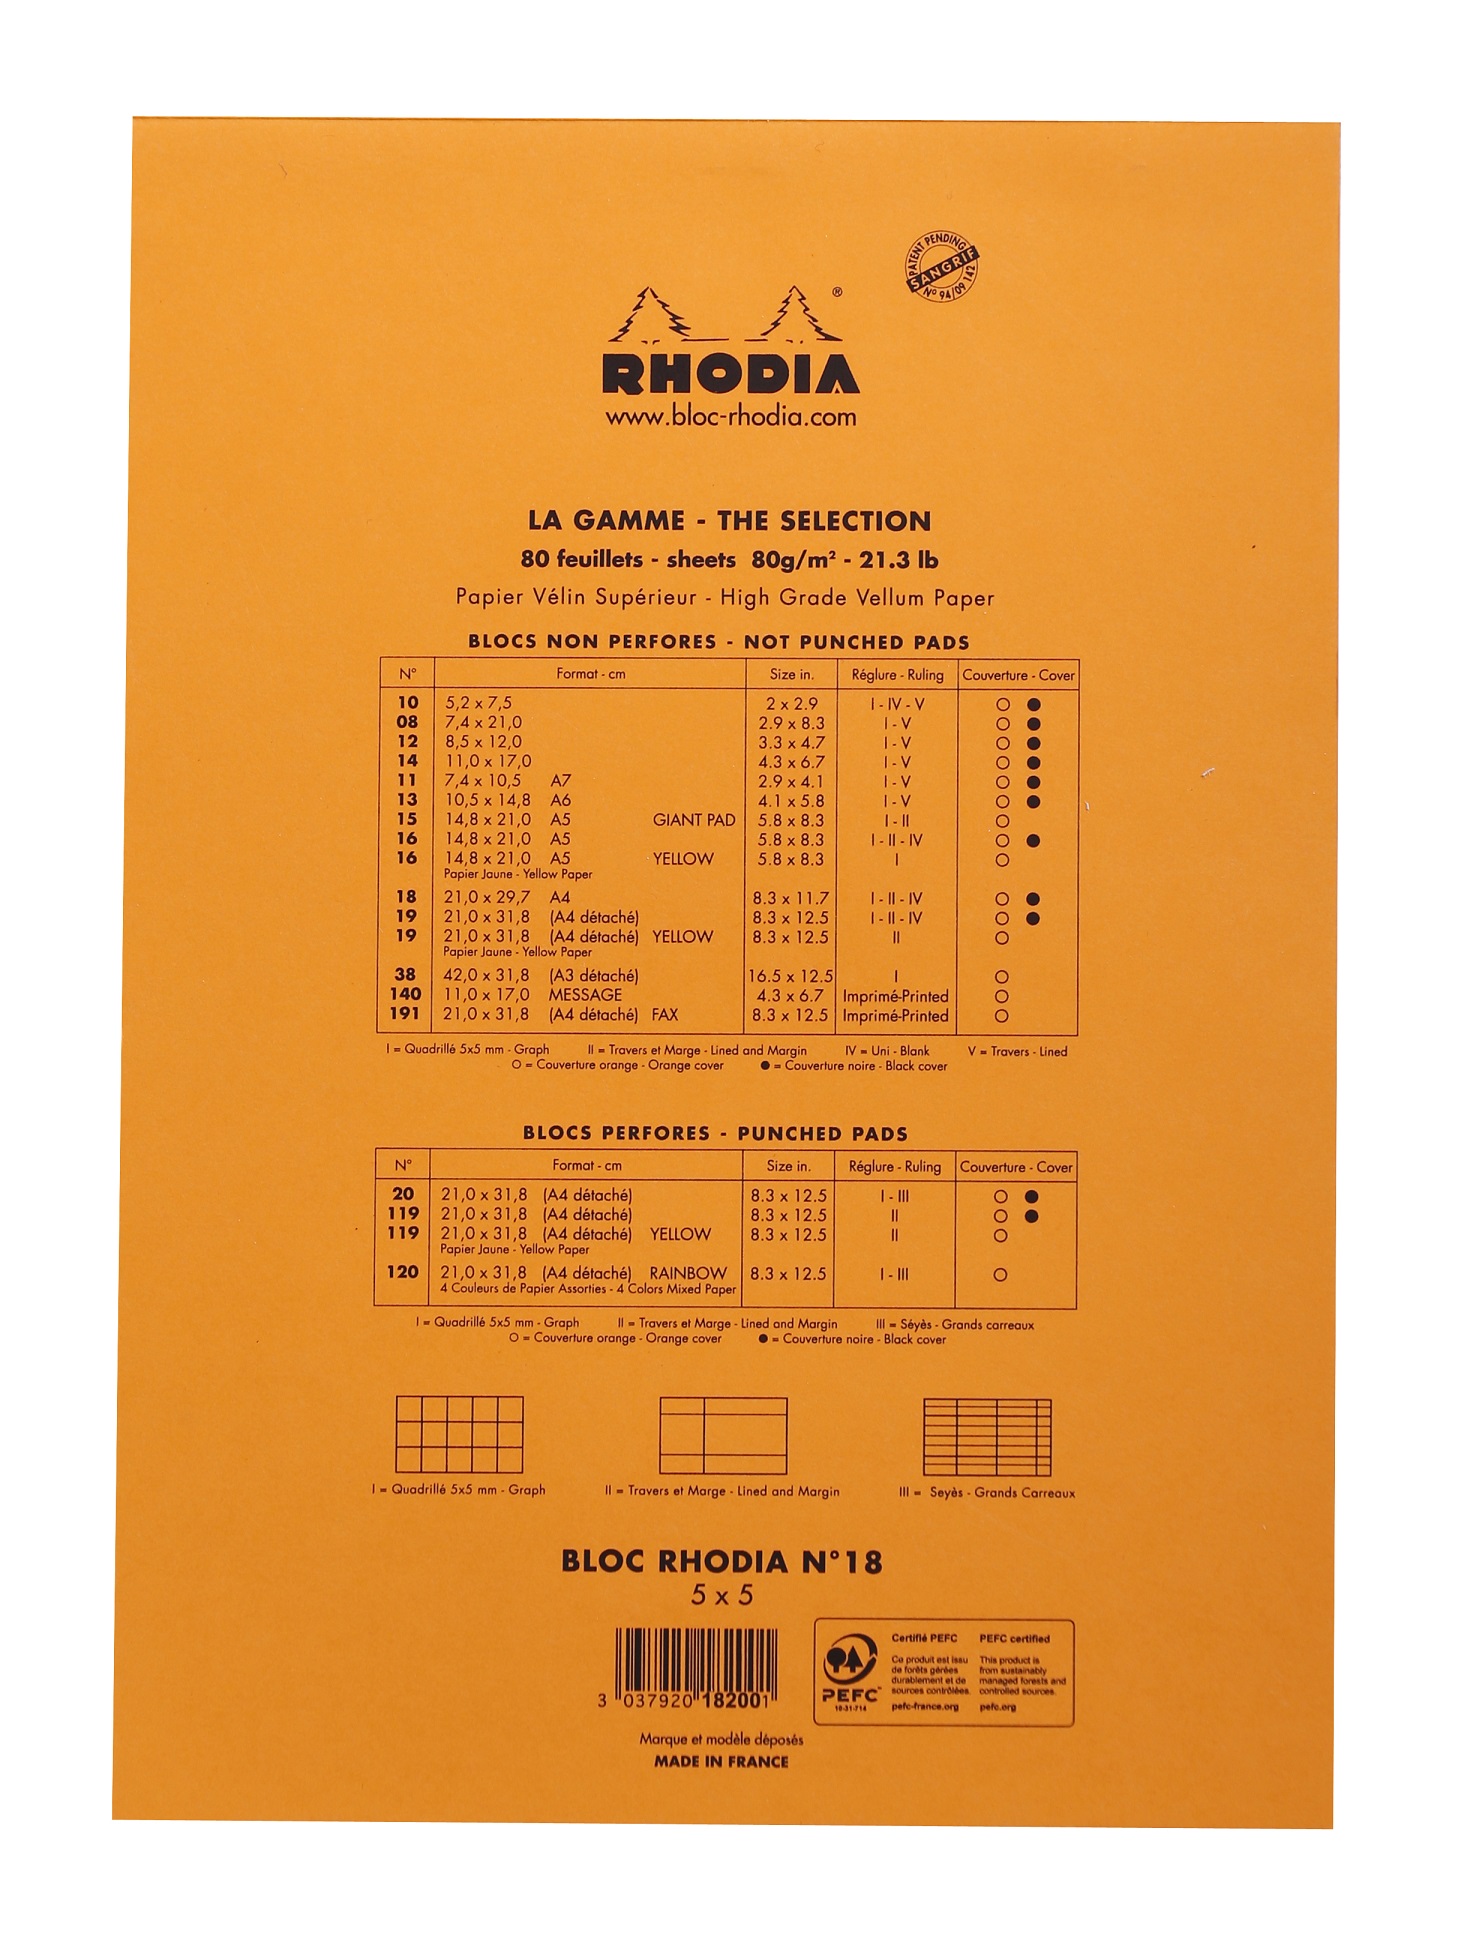 PATENT PENDING
SANGRIF
N° 94/09 142
®
RHODIA
www.bloc-rhodia.com
LA GAMME - THE SELECTION
80 feuillets - sheets 80g/m² - 21.3 lb
Papier Vélin Supérieur - High Grade Vellum Paper
BLOCS NON PERFORES - NOT PUNCHED PADS
N° Format - cm Size in. Réglure - Ruling Couverture - Cover
10 5,2 x 7,5 2 x 2.9 I - IV - V O ●
08 7,4 x 21,0 2.9 x 8.3 I - V O ●
12 8,5 x 12,0 3.3 x 4.7 I - V O ●
14 11,0 x 17,0 4.3 x 6.7 I - V O ●
11 7,4 x 10,5 A7 2.9 x 4.1 I - V O ●
13 10,5 x 14,8 A6 4.1 x 5.8 I - V O ●
15 14,8 x 21,0 A5 GIANT PAD 5.8 x 8.3 I - II O
16 14,8 x 21,0 A5 5.8 x 8.3 I - II - IV O ●
16 14,8 x 21,0 A5 YELLOW 5.8 x 8.3 I O
Papier Jaune - Yellow Paper
18 21,0 x 29,7 A4 8.3 x 11.7 I - II - IV O ●
19 21,0 x 31,8 (A4 détaché) 8.3 x 12.5 I - II - IV O ●
19 21,0 x 31,8 (A4 détaché) YELLOW 8.3 x 12.5 II O
Papier Jaune - Yellow Paper
38 42,0 x 31,8 (A3 détaché) 16.5 x 12.5 I O
140 11,0 x 17,0 MESSAGE 4.3 x 6.7 Imprimé-Printed O
191 21,0 x 31,8 (A4 détaché) FAX 8.3 x 12.5 Imprimé-Printed O
I = Quadrillé 5x5 mm - Graph II = Travers et Marge - Lined and Margin IV = Uni - Blank V = Travers - Lined
O = Couverture orange - Orange cover ● = Couverture noire - Black cover
BLOCS PERFORES - PUNCHED PADS
N° Format - cm Size in. Réglure - Ruling Couverture - Cover
20 21,0 x 31,8 (A4 détaché) 8.3 x 12.5 I - III O ●
119 21,0 x 31,8 (A4 détaché) 8.3 x 12.5 II O ●
119 21,0 x 31,8 (A4 détaché) YELLOW 8.3 x 12.5 II O
Papier Jaune - Yellow Paper
120 21,0 x 31,8 (A4 détaché) RAINBOW 8.3 x 12.5 I - III O
4 Couleurs de Papier Assorties - 4 Colors Mixed Paper
I = Quadrillé 5x5 mm - Graph II = Travers et Marge - Lined and Margin III = Séyès - Grands carreaux
O = Couverture orange - Orange cover ● = Couverture noire - Black cover
I = Quadrillé 5x5 mm - Graph II = Travers et Marge - Lined and Margin III = Seyès - Grands Carreaux
BLOC RHODIA N°18
5 x 5
3 037920 182001
PEFC
10-31-714
Certifié PEFC
Ce produit est issu
de forêts gérées
durablement et de
sources contrôlées.
pefc-france.org
PEFC certified
This product is
from sustainably
managed forests and
controlled sources.
pefc.org
Marque et modèle déposés
MADE IN FRANCE